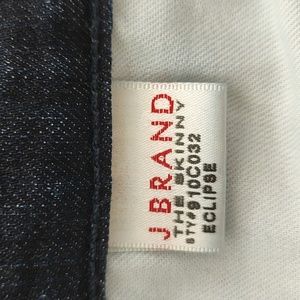 J BRAND
THE SKINNY
STY#910C032
ECLIPSE